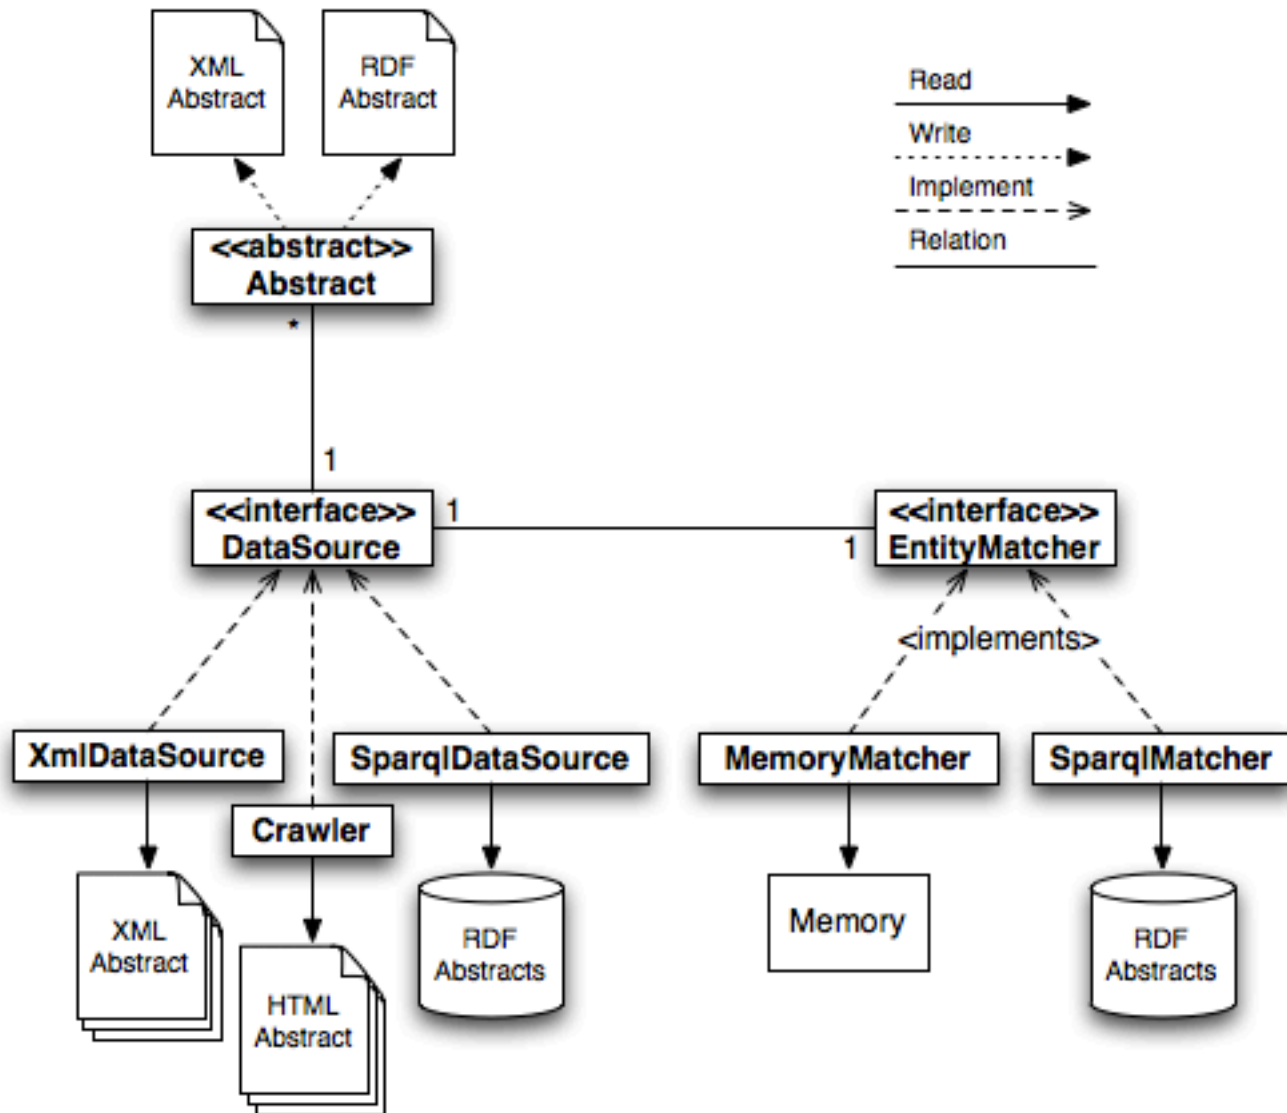 XML
Abstract
RDF
Abstract
Read
Write
Implement
Relation
<<abstract>>
Abstract
*
1
<<interface>>
DataSource
1
1
<<interface>>
EntityMatcher
<implements>
XmlDataSource
SparqlDataSource
MemoryMatcher
SparqlMatcher
Crawler
XML
Abstract
HTML
Abstract
RDF
Abstracts
Memory
RDF
Abstracts